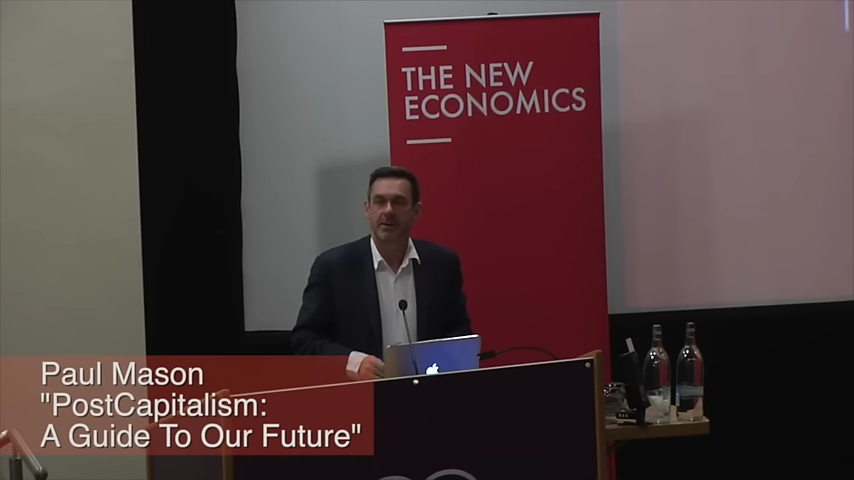 THE NEW
ECONOMICS
Paul Mason
"PostCapitalism:
A Guide To Our Future"